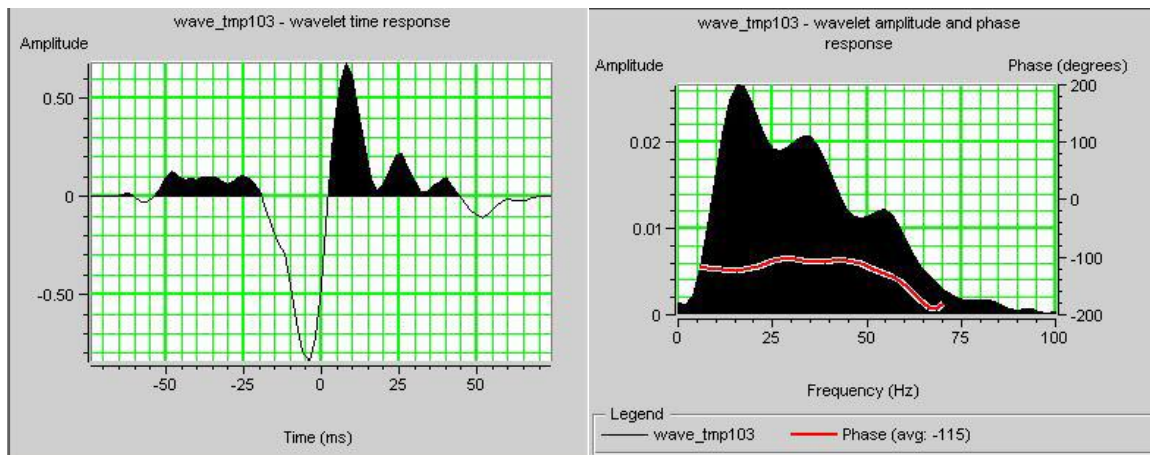 wave_tmp103 - wavelet time response
Amplitude
0.50
0
-0.50
-50
-25
0
25
50
Time (ms)
wave_tmp103 - wavelet amplitude and phase
response
Amplitude
Phase (degrees)
0.02
0.01
0
200
100
0
-100
-200
0
25
50
75
100
Frequency (Hz)
Legend
wave_tmp103
Phase (avg: -115)